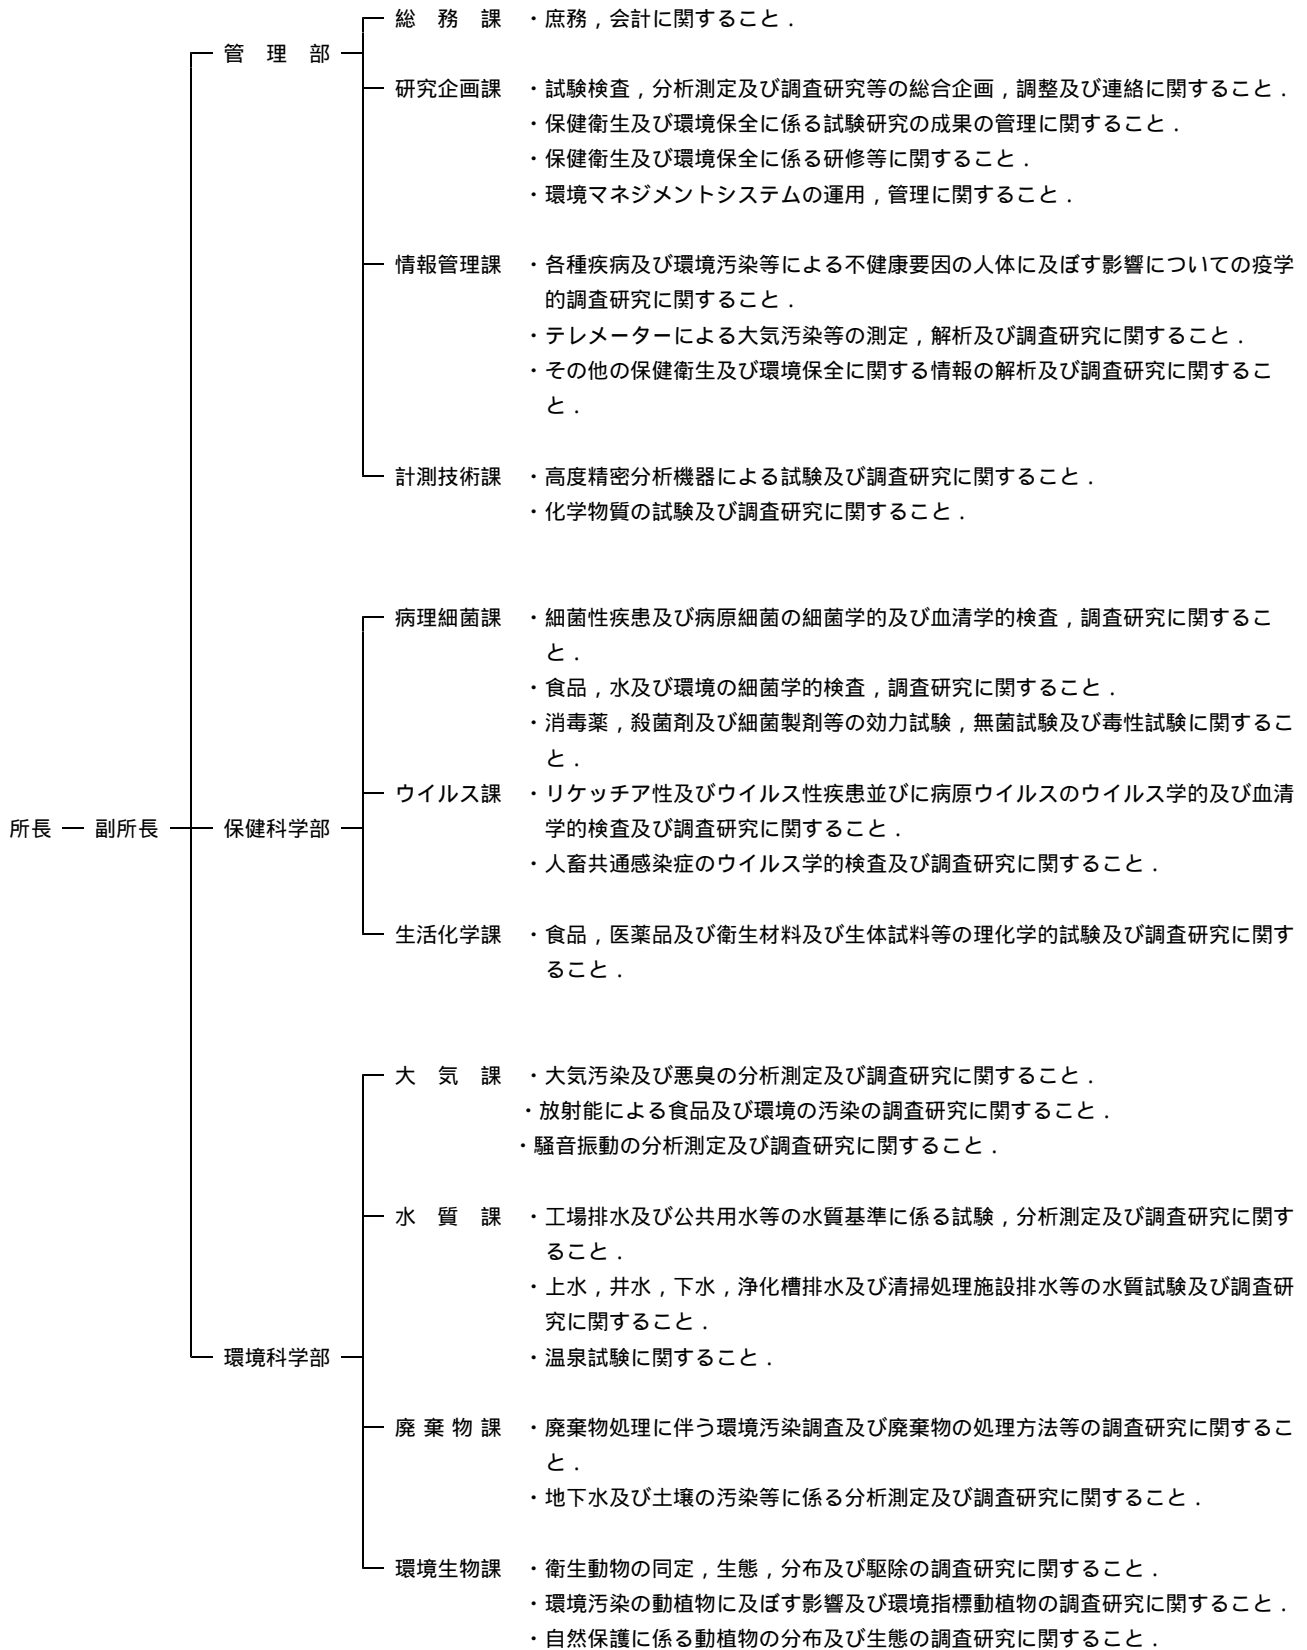 総　務　課　・庶務，会計に関すること．
管　理　部
研究企画課　・試験検査，分析測定及び調査研究等の総合企画，調整及び連絡に関すること．
・保健衛生及び環境保全に係る試験研究の成果の管理に関すること．
・保健衛生及び環境保全に係る研修等に関すること．
・環境マネジメントシステムの運用，管理に関すること．
情報管理課　・各種疾病及び環境汚染等による不健康要因の人体に及ぼす影響についての疫学
的調査研究に関すること．
・テレメーターによる大気汚染等の測定，解析及び調査研究に関すること．
・その他の保健衛生及び環境保全に関する情報の解析及び調査研究に関するこ
と．
計測技術課　・高度精密分析機器による試験及び調査研究に関すること．
・化学物質の試験及び調査研究に関すること．
病理細菌課　・細菌性疾患及び病原細菌の細菌学的及び血清学的検査，調査研究に関するこ
と．
・食品，水及び環境の細菌学的検査，調査研究に関すること．
・消毒薬，殺菌剤及び細菌製剤等の効力試験，無菌試験及び毒性試験に関するこ
と．
ウイルス課　・リケッチア性及びウイルス性疾患並びに病原ウイルスのウイルス学的及び血清
所長　副所長　保健科学部　学的検査及び調査研究に関すること．
・人畜共通感染症のウイルス学的検査及び調査研究に関すること．
生活化学課　・食品，医薬品及び衛生材料及び生体試料等の理化学的試験及び調査研究に関す
ること．
大　気　課　・大気汚染及び悪臭の分析測定及び調査研究に関すること．
・放射能による食品及び環境の汚染の調査研究に関すること．
・騒音振動の分析測定及び調査研究に関すること．
水　質　課　・工場排水及び公共用水等の水質基準に係る試験，分析測定及び調査研究に関す
ること．
・上水，井水，下水，浄化槽排水及び清掃処理施設排水等の水質試験及び調査研
究に関すること．
環境科学部　・温泉試験に関すること．
廃 棄 物 課　・廃棄物処理に伴う環境汚染調査及び廃棄物の処理方法等の調査研究に関するこ
と．
・地下水及び土壌の汚染等に係る分析測定及び調査研究に関すること．
環境生物課　・衛生動物の同定，生態，分布及び駆除の調査研究に関すること．
・環境汚染の動植物に及ぼす影響及び環境指標動植物の調査研究に関すること．
・自然保護に係る動植物の分布及び生態の調査研究に関すること．